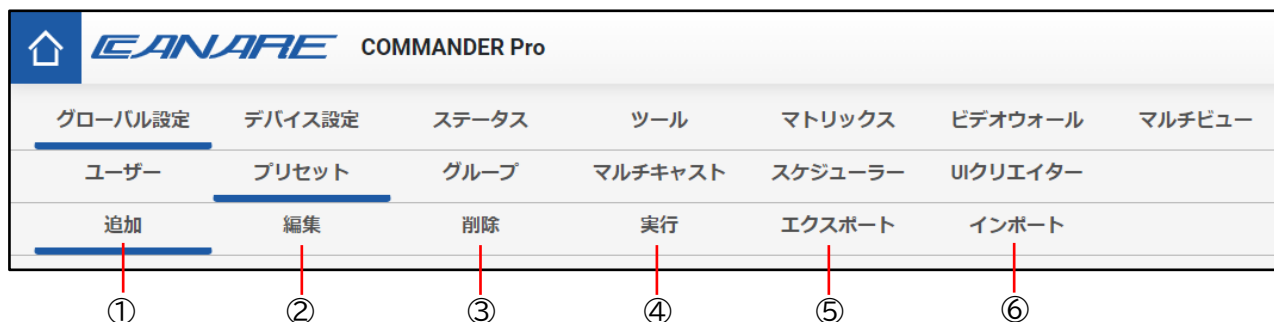 CANARE COMMANDER Pro
グローバル設定 デバイス設定 ステータス ツール マトリックス ビデオウォール マルチビュー
ユーザー プリセット グループ マルチキャスト スケジューラー UIクリエイター
追加 編集 削除 実行 エクスポート インポート
① ② ③ ④ ⑤ ⑥